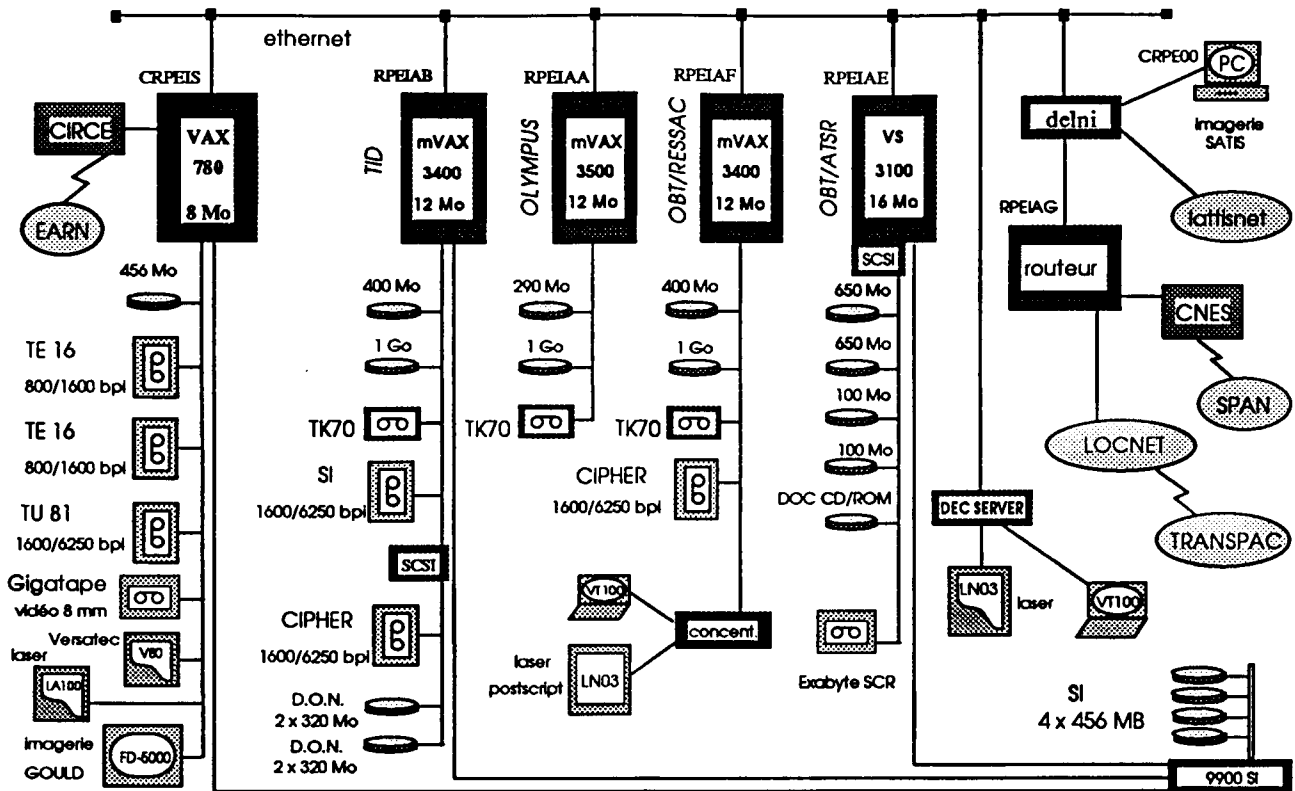 ethernet
CRPEIS
RPEIAB
RPEIAA
RPEIAF
RPEIAE
CRPE00
PC
imagerie
SATIS
CIRCE
EARN
VAX
780
8 Mo
TID
mVAX
3400
12 Mo
OLYMPUS
mVAX
3500
12 Mo
OBT/RESSAC
mVAX
3400
12 Mo
OBT/ATSR
VS
3100
16 Mo
SCSI
delni
lattisnet
RPEIAG
routeur
CNES
SPAN
LOCNET
TRANSPAC
456 Mo
TE 16
800/1600 bpi
TE 16
800/1600 bpi
TU 81
1600/6250 bpi
Gigatape
vidéo 8 mm
Versatec
V80
laser
LA100
imagerie
GOULD
FD-5000
400 Mo
1 Go
TK70
SI
1600/6250 bpi
SCSI
CIPHER
1600/6250 bpi
D.O.N.
2 x 320 Mo
D.O.N.
2 x 320 Mo
290 Mo
1 Go
TK70
400 Mo
1 Go
TK70
CIPHER
1600/6250 bpi
VT100
concent.
laser
postscript
LN03
650 Mo
650 Mo
100 Mo
100 Mo
DOC CD/ROM
Exabyte SCR
DEC SERVER
LN03
laser
VT100
SI
4 x 456 MB
9900 SI